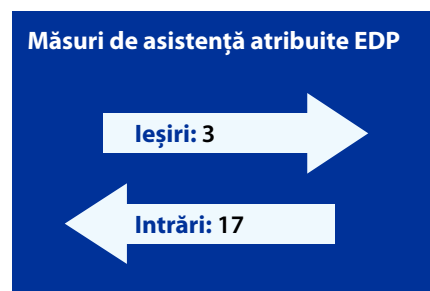 Măsuri de asistență atribuite EDP
Ieșiri: 3
Intrări: 17